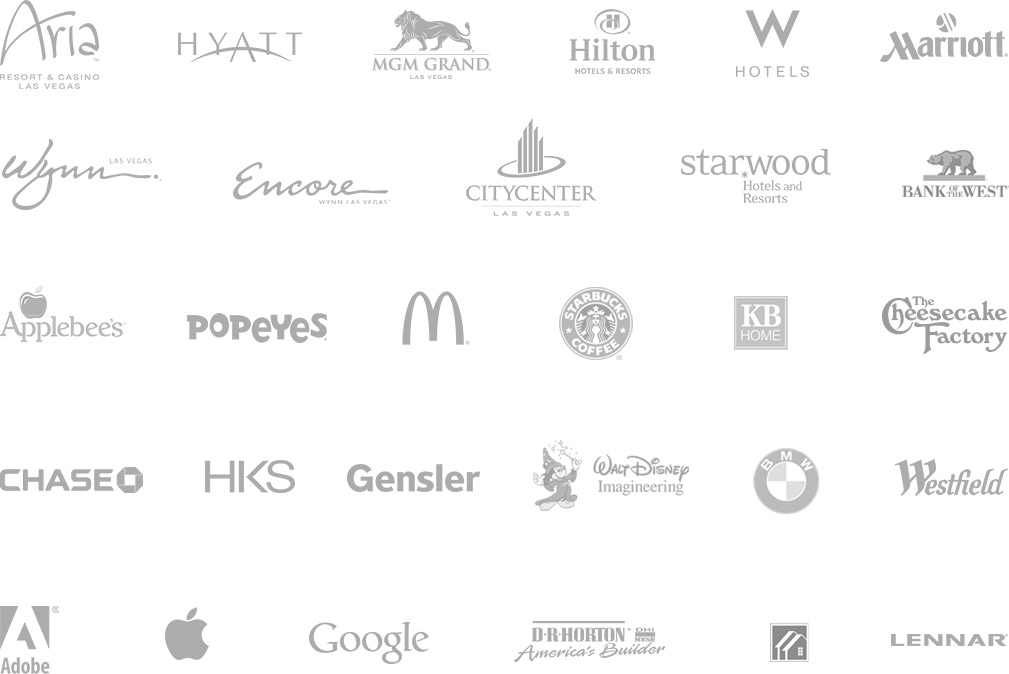 Aria
RESORT & CASINO
LAS VEGAS
HYATT
MGM GRAND.
LAS VEGAS
Hilton
HOTELS & RESORTS
W
HOTELS
Marriott.
Wynn
LAS VEGAS
Encore
WYNN LAS VEGAS
CITYCENTER
LAS VEGAS
starwood
Hotels and
Resorts
BANK OF THE WEST
Applebee's
POPEYES
M
STARBUCKS
COFFEE
KB
HOME
The
Cheesecake
Factory
CHASE
HKS
Gensler
WALT DISNEY
Imagineering
BMW
Westfield
Adobe
Google
D·R·HORTON
DHI
NYSE
America's Builder
LENNAR